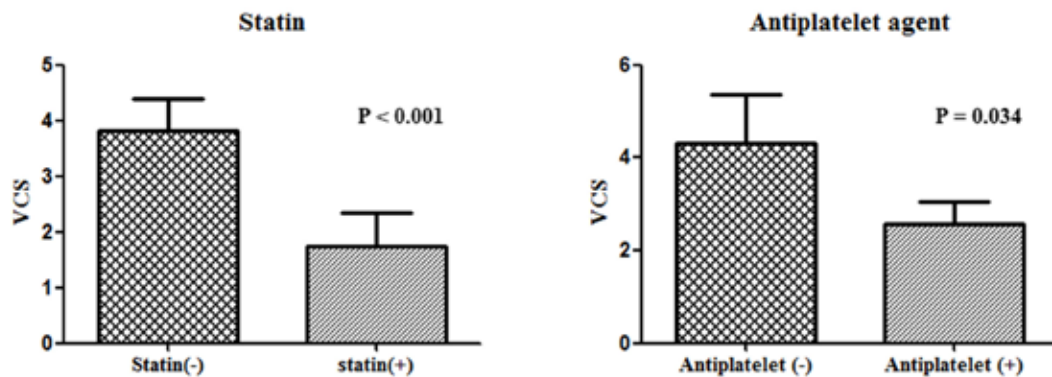 Statin
5
4
3
2
1
0
VCS
P < 0.001
Statin(-)
statin(+)
Antiplatelet agent
6
4
2
0
VCS
P = 0.034
Antiplatelet (-)
Antiplatelet (+)